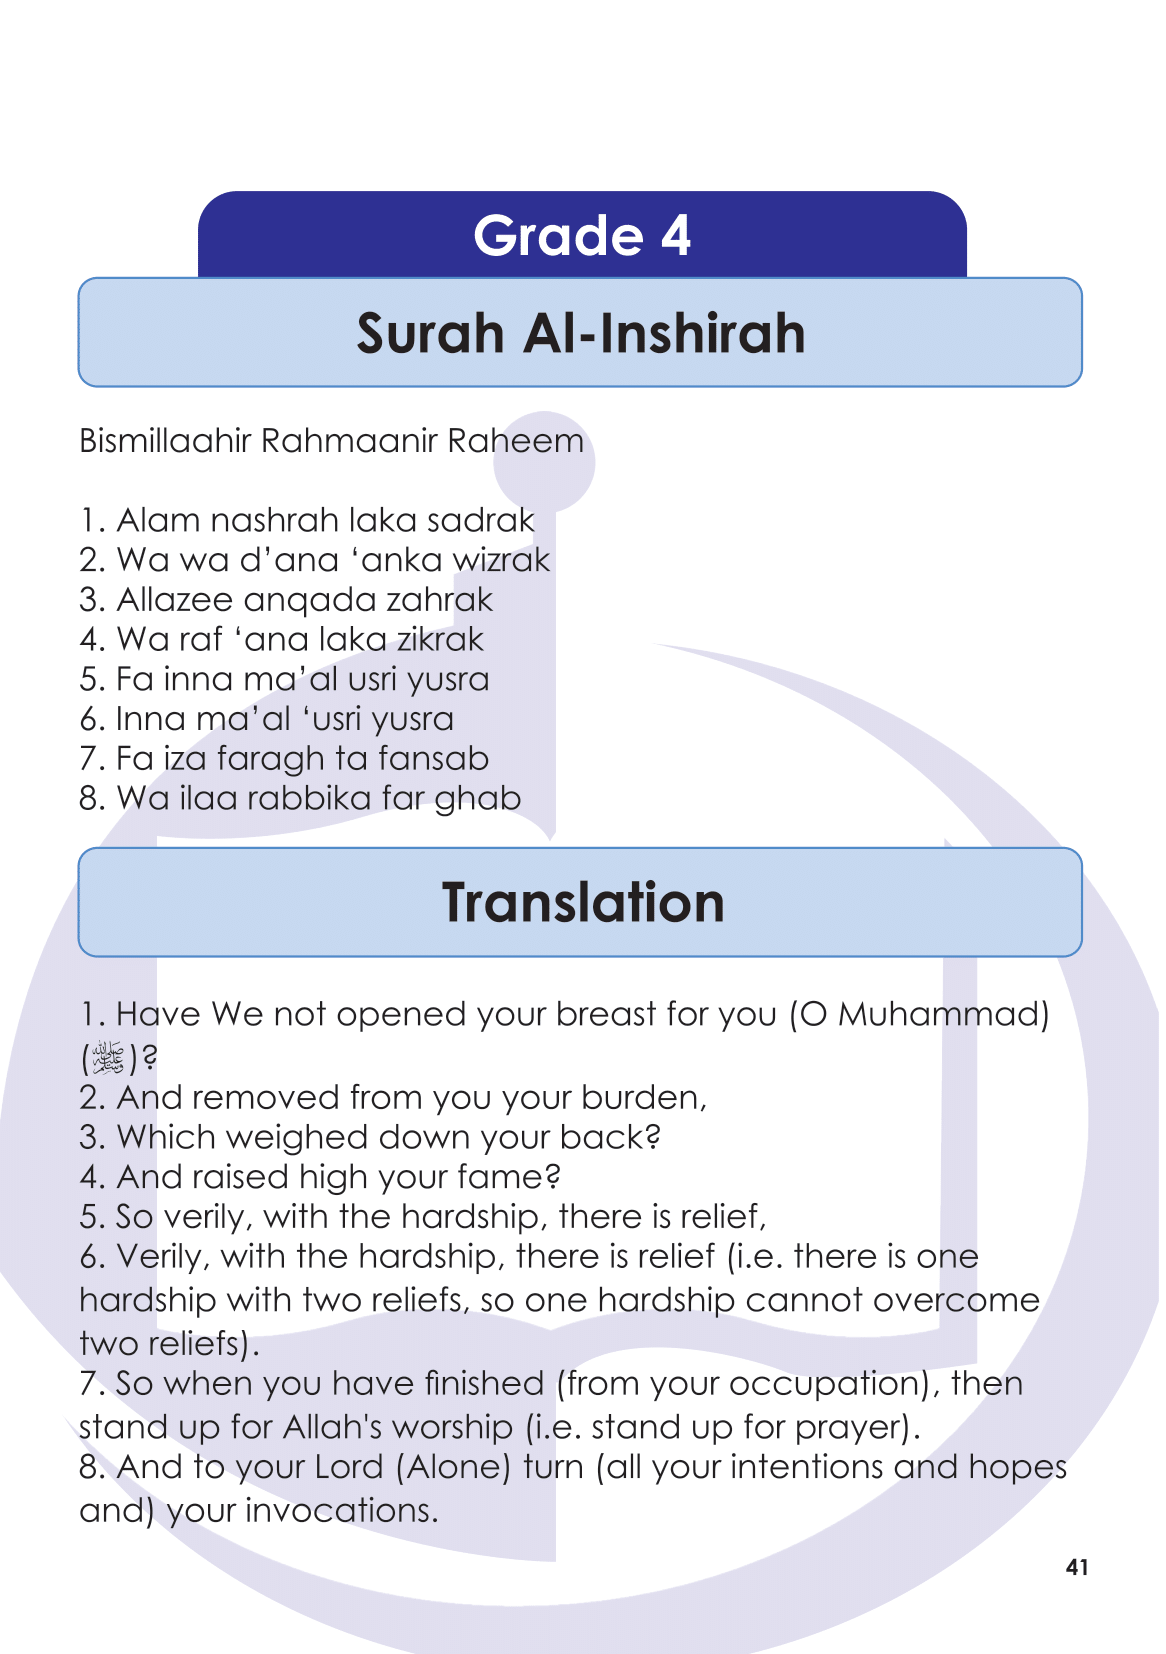 Grade 4
Surah Al-Inshirah
Bismillaahir Rahmaanir Raheem
1. Alam nashrah laka sadrak
2. Wa wa d’ana ‘anka wizrak
3. Allazee anqada zahrak
4. Wa raf ‘ana laka zikrak
5. Fa inna ma’al usri yusra
6. Inna ma’al ‘usri yusra
7. Fa iza faragh ta fansab
8. Wa ilaa rabbika far ghab
Translation
1. Have We not opened your breast for you (O Muhammad)
(ﷺ)?
2. And removed from you your burden,
3. Which weighed down your back?
4. And raised high your fame?
5. So verily, with the hardship, there is relief,
6. Verily, with the hardship, there is relief (i.e. there is one
hardship with two reliefs, so one hardship cannot overcome
two reliefs).
7. So when you have finished (from your occupation), then
stand up for Allah's worship (i.e. stand up for prayer).
8. And to your Lord (Alone) turn (all your intentions and hopes
and) your invocations.
41